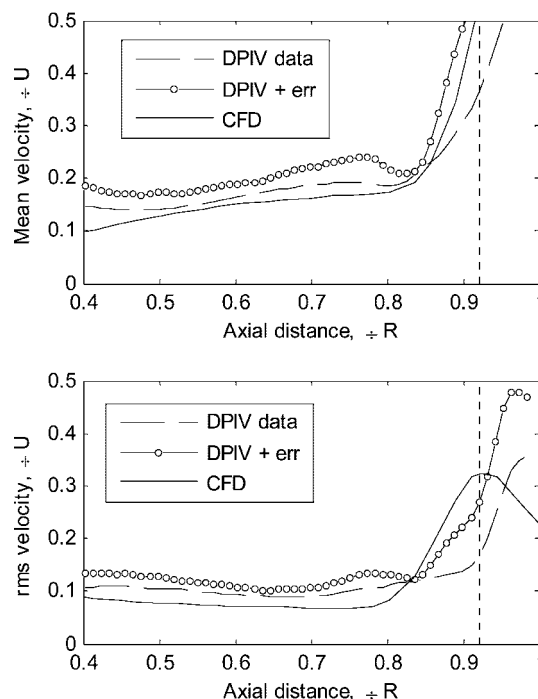 0.5
0.4
0.3
0.2
0.1
0
Mean velocity, ÷ U
DPIV data
DPIV + err
CFD
0.4 0.5 0.6 0.7 0.8 0.9
Axial distance, ÷ R
0.5
0.4
0.3
0.2
0.1
0
rms velocity, ÷ U
DPIV data
DPIV + err
CFD
0.4 0.5 0.6 0.7 0.8 0.9
Axial distance, ÷ R